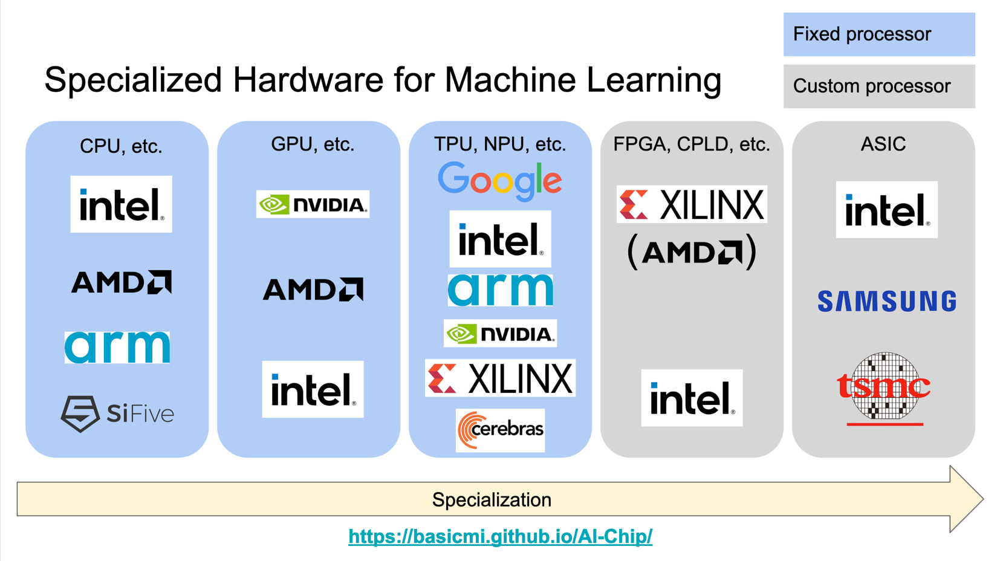 Fixed processor
Custom processor
Specialized Hardware for Machine Learning
CPU, etc.
intel®
AMD
arm
SiFive
GPU, etc.
NVIDIA®
AMD
intel®
TPU, NPU, etc.
Google
intel®
arm
NVIDIA®
XILINX
cerebras
FPGA, CPLD, etc.
XILINX
(AMD)
intel®
ASIC
intel®
SAMSUNG
tsmc
Specialization
https://basicmi.github.io/AI-Chip/